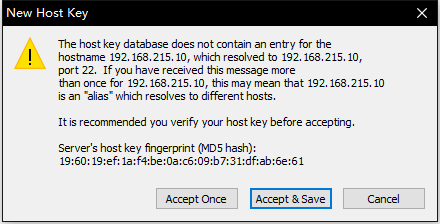 New Host Key
The host key database does not contain an entry for the
hostname 192.168.215.10, which resolved to 192.168.215.10,
port 22.  If you have received this message more
than once for 192.168.215.10, this may mean that 192.168.215.10
is an "alias" which resolves to different hosts.
It is recommended you verify your host key before accepting.
Server's host key fingerprint (MD5 hash):
19:60:19:ef:1a:f4:be:0a:c6:09:b7:31:df:ab:6e:61
Accept Once
Accept & Save
Cancel